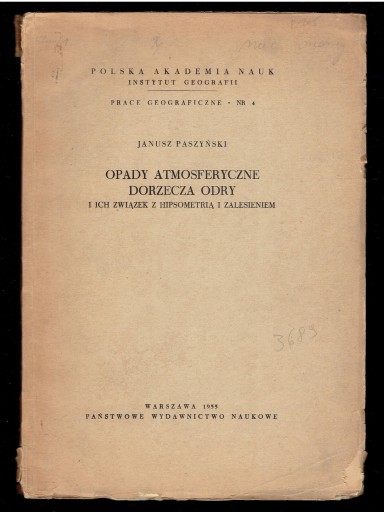 POLSKA AKADEMIA NAUK
INSTYTUT GEOGRAFII
PRACE GEOGRAFICZNE • NR 4
JANUSZ PASZYŃSKI
OPADY ATMOSFERYCZNE
DORZECZA ODRY
I ICH ZWIĄZEK Z HIPSOMETRIĄ I ZALESIENIEM
3689
WARSZAWA 1955
PAŃSTWOWE WYDAWNICTWO NAUKOWE